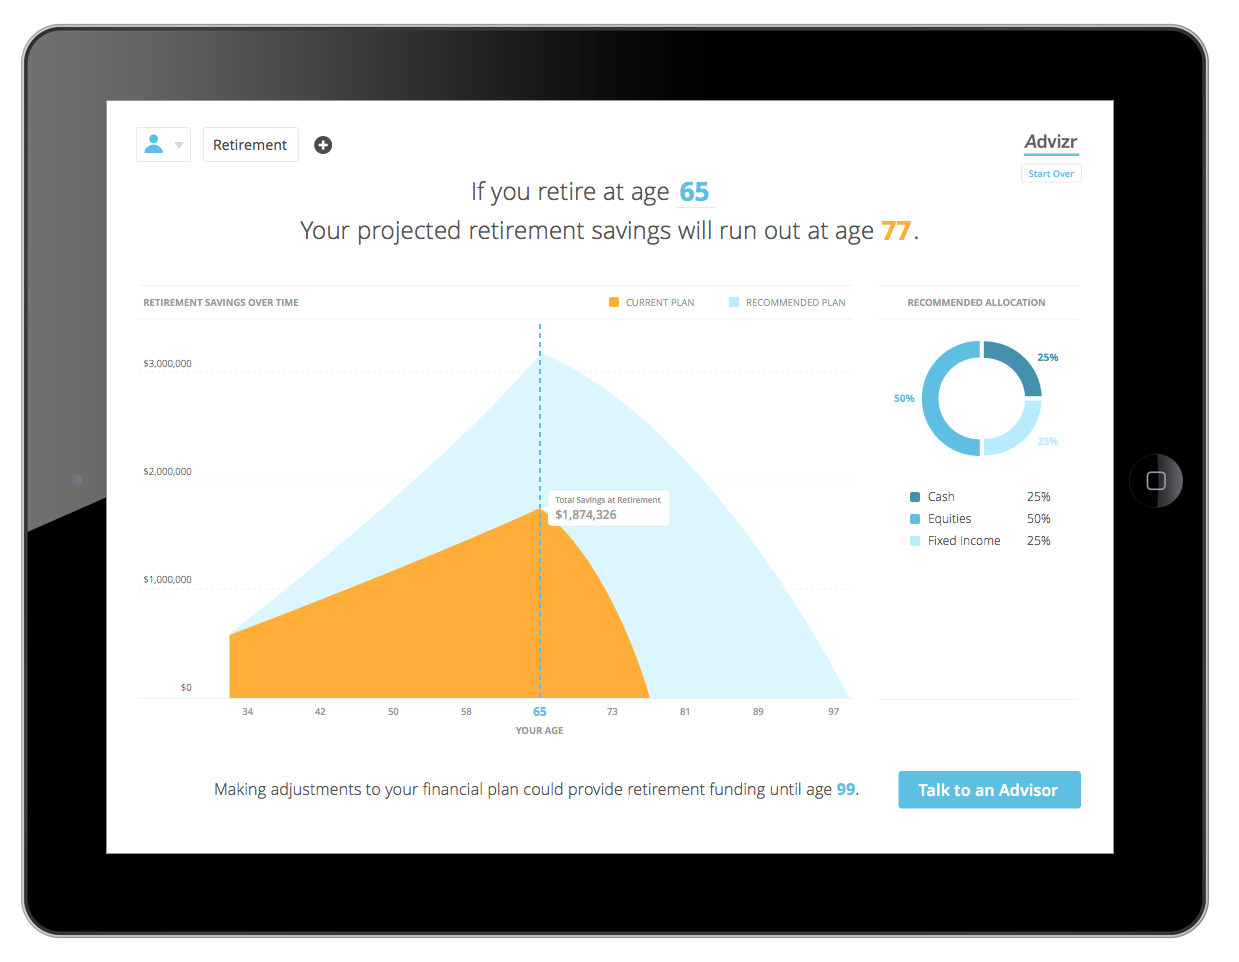 Retirement
Advizr
Start Over
If you retire at age 65
Your projected retirement savings will run out at age 77.
RETIREMENT SAVINGS OVER TIME
CURRENT PLAN
RECOMMENDED PLAN
RECOMMENDED ALLOCATION
$3,000,000
$2,000,000
$1,000,000
$0
Total Savings at Retirement
$1,874,326
34 42 50 58 65 73 81 89 97
YOUR AGE
25%
50%
25%
Cash 25%
Equities 50%
Fixed Income 25%
Making adjustments to your financial plan could provide retirement funding until age 99.
Talk to an Advisor